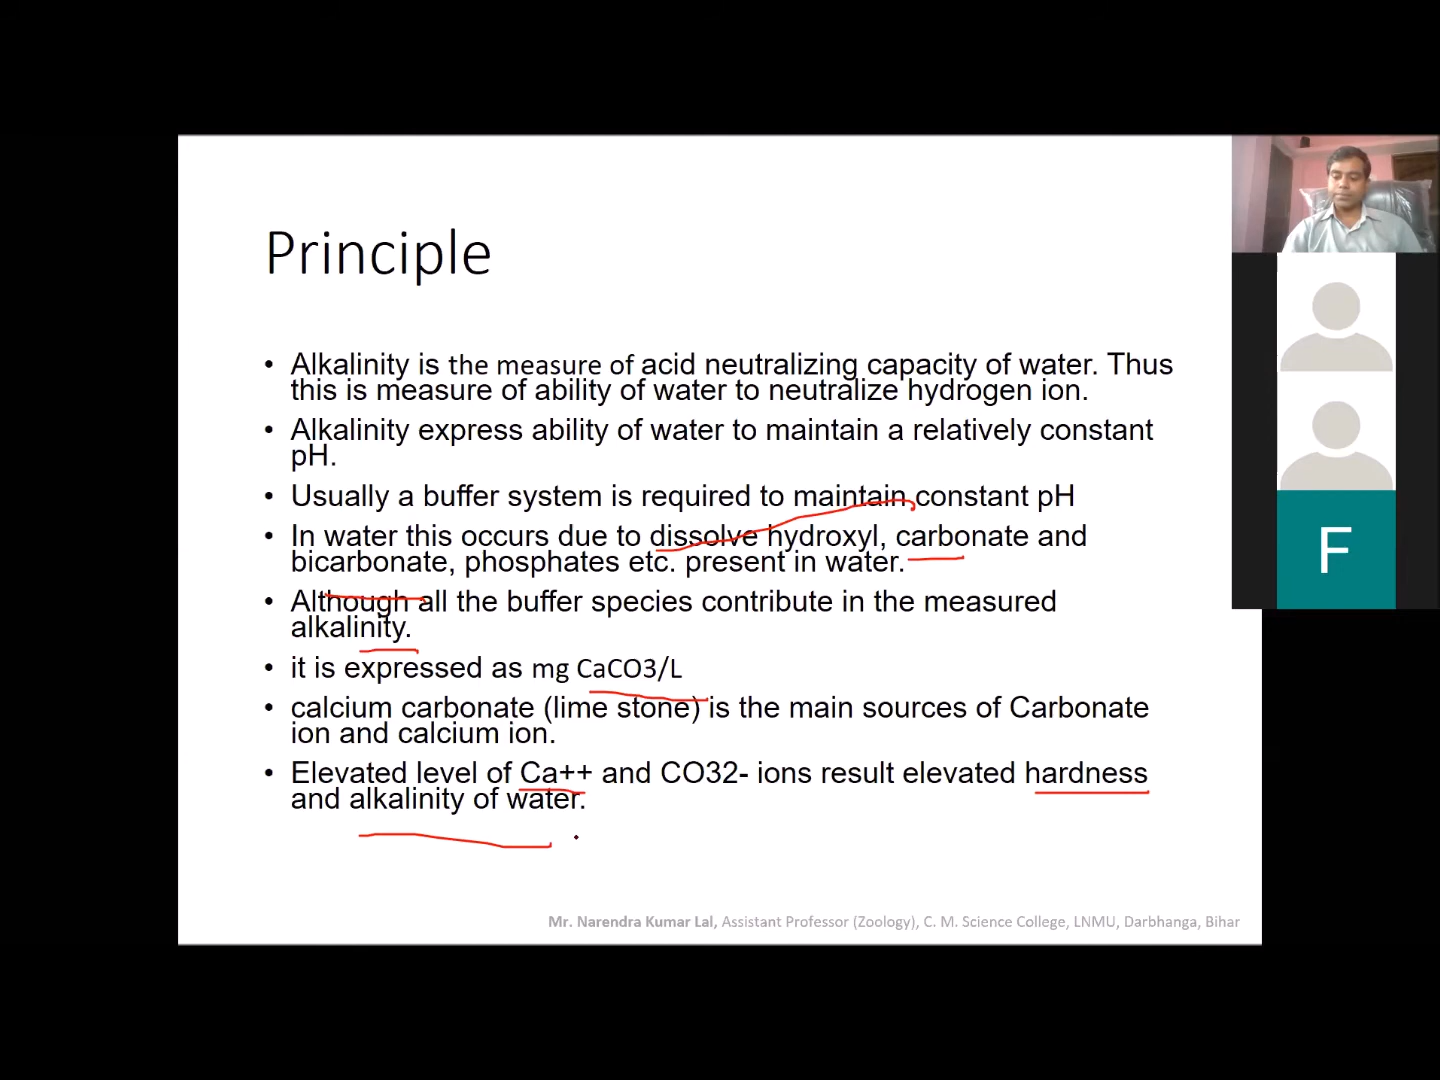 Principle
• Alkalinity is the measure of acid neutralizing capacity of water. Thus
this is measure of ability of water to neutralize hydrogen ion.
• Alkalinity express ability of water to maintain a relatively constant
pH.
• Usually a buffer system is required to maintain constant pH
• In water this occurs due to dissolve hydroxyl, carbonate and
bicarbonate, phosphates etc. present in water.
• Although all the buffer species contribute in the measured
alkalinity.
• it is expressed as mg CaCO3/L
• calcium carbonate (lime stone) is the main sources of Carbonate
ion and calcium ion.
• Elevated level of Ca++ and CO32- ions result elevated hardness
and alkalinity of water.
Mr. Narendra Kumar Lal, Assistant Professor (Zoology), C. M. Science College, LNMU, Darbhanga, Bihar
F